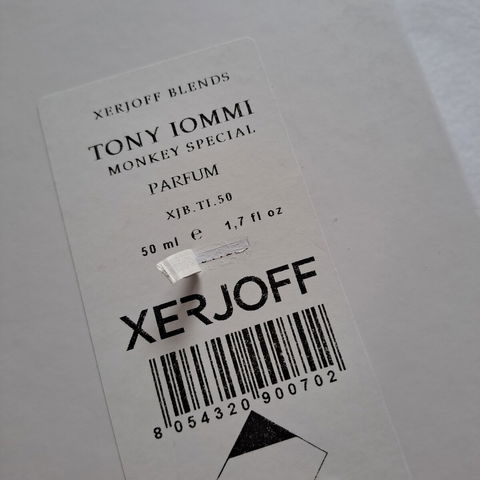 XERJOFF BLENDS
TONY IOMMI
MONKEY SPECIAL
PARFUM
XJB.TI.50
50 ml ℮ 1,7 fl oz
XERJOFF
8 054320 900702